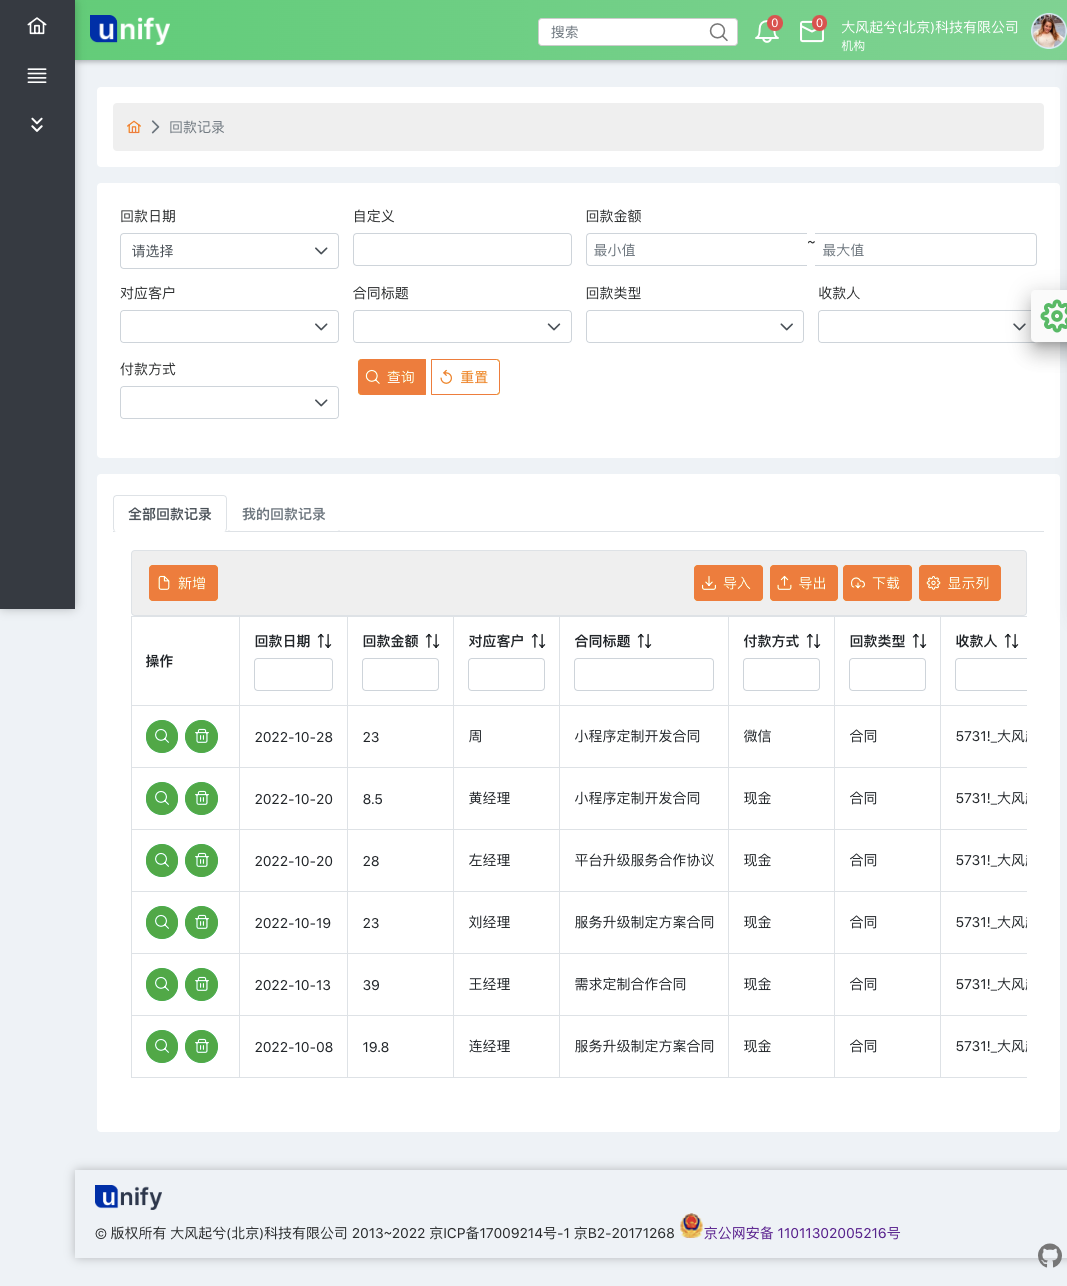 unify
搜索
0
0
大风起兮(北京)科技有限公司
机构
回款记录
回款日期 自定义 回款金额
请选择 最小值 ~ 最大值
对应客户 合同标题 回款类型 收款人
付款方式 查询 重置
全部回款记录 我的回款记录
新增 导入 导出 下载 显示列
操作 回款日期 回款金额 对应客户 合同标题 付款方式 回款类型 收款人
2022-10-28 23 周 小程序定制开发合同 微信 合同 5731!_大风
2022-10-20 8.5 黄经理 小程序定制开发合同 现金 合同 5731!_大风
2022-10-20 28 左经理 平台升级服务合作协议 现金 合同 5731!_大风
2022-10-19 23 刘经理 服务升级制定方案合同 现金 合同 5731!_大风
2022-10-13 39 王经理 需求定制合作合同 现金 合同 5731!_大风
2022-10-08 19.8 连经理 服务升级制定方案合同 现金 合同 5731!_大风
unify
© 版权所有 大风起兮(北京)科技有限公司 2013~2022 京ICP备17009214号-1 京B2-20171268 京公网安备 11011302005216号